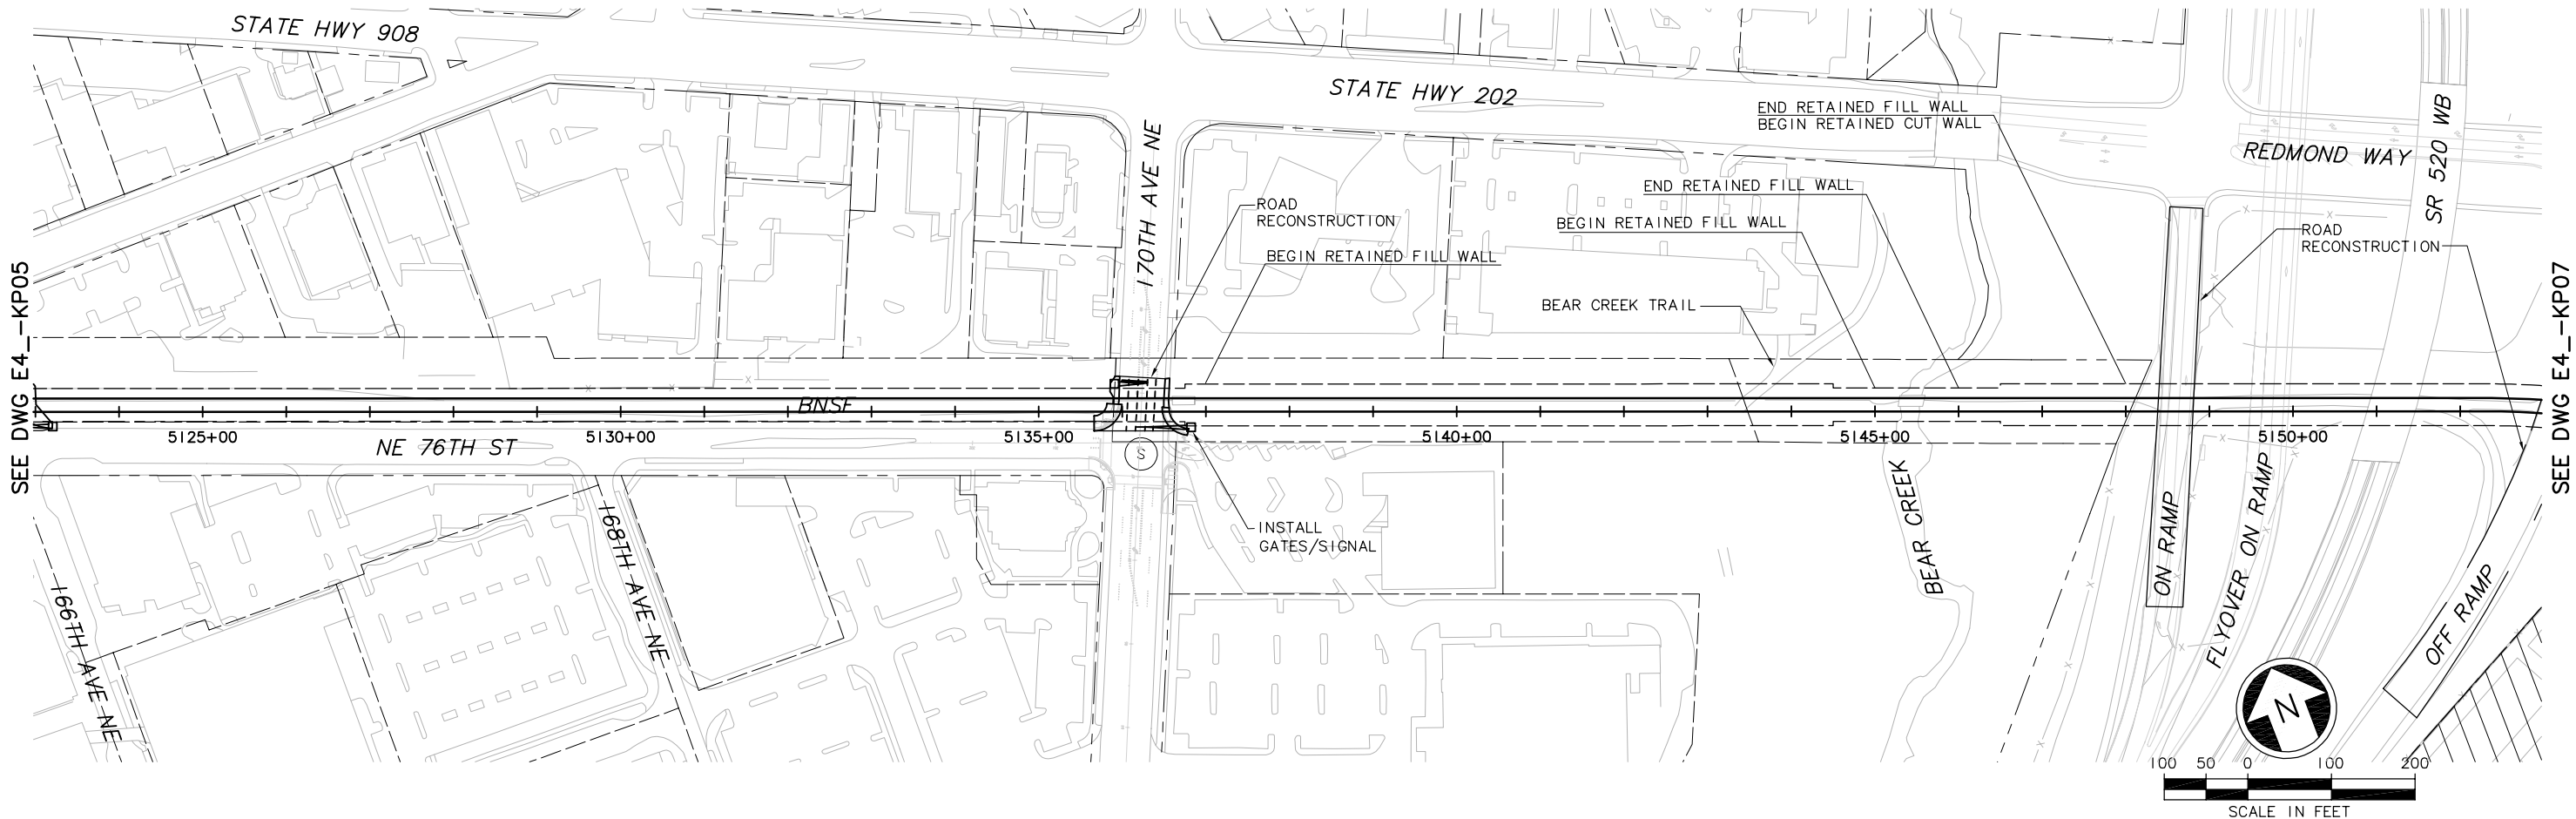 STATE HWY 908
STATE HWY 202
END RETAINED FILL WALL
BEGIN RETAINED CUT WALL
REDMOND WAY
SR 520 WB
170TH AVE NE
ROAD
RECONSTRUCTION
BEGIN RETAINED FILL WALL
END RETAINED FILL WALL
BEGIN RETAINED FILL WALL
BEAR CREEK TRAIL
ROAD
RECONSTRUCTION
SEE DWG E4_-KP05
SEE DWG E4_-KP07
BNSF
5125+00
5130+00
5135+00
5140+00
5145+00
5150+00
NE 76TH ST
S
INSTALL
GATES/SIGNAL
166TH AVE NE
168TH AVE NE
BEAR CREEK
ON RAMP
FLYOVER ON RAMP
OFF RAMP
N
100 50 0 100 200
SCALE IN FEET